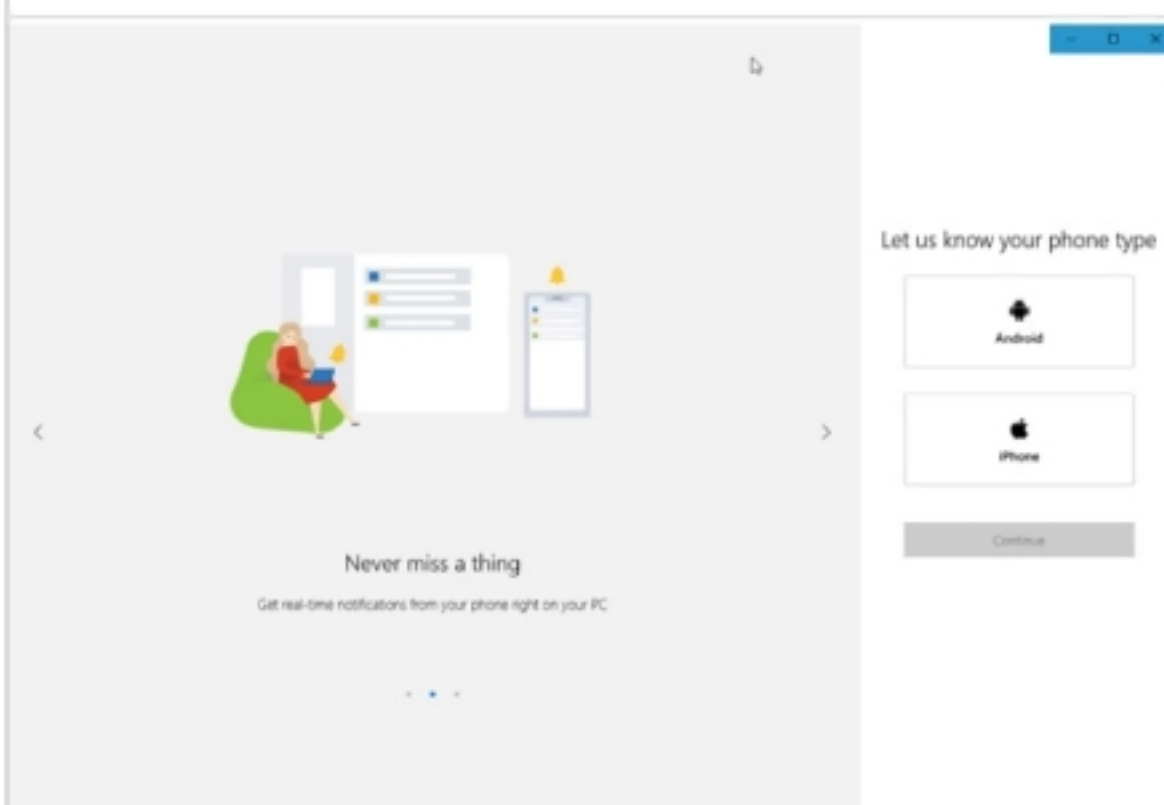 Never miss a thing
Get real-time notifications from your phone right on your PC
Let us know your phone type
Android
iPhone
Continue